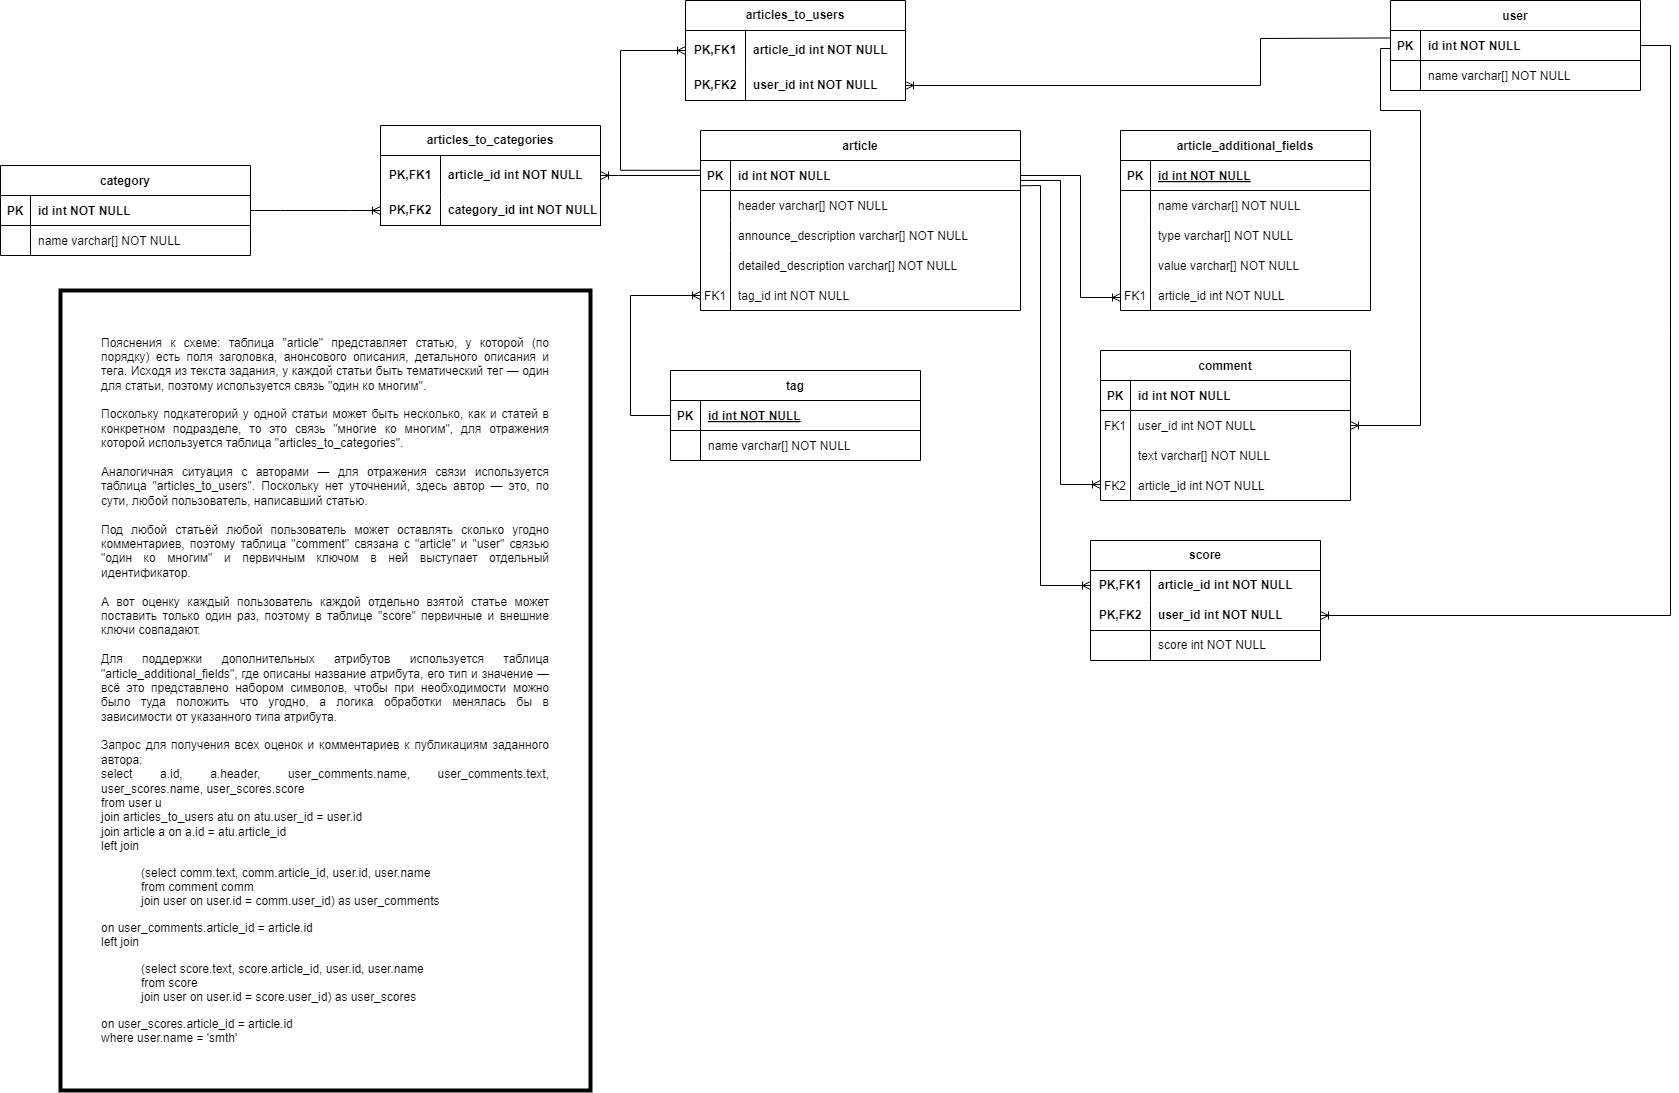 articles_to_users
PK,FK1 article_id int NOT NULL
PK,FK2 user_id int NOT NULL
user
PK id int NOT NULL
name varchar[] NOT NULL
articles_to_categories
PK,FK1 article_id int NOT NULL
PK,FK2 category_id int NOT NULL
category
PK id int NOT NULL
name varchar[] NOT NULL
article
PK id int NOT NULL
header varchar[] NOT NULL
announce_description varchar[] NOT NULL
detailed_description varchar[] NOT NULL
FK1 tag_id int NOT NULL
article_additional_fields
PK id int NOT NULL
name varchar[] NOT NULL
type varchar[] NOT NULL
value varchar[] NOT NULL
FK1 article_id int NOT NULL
tag
PK id int NOT NULL
name varchar[] NOT NULL
comment
PK id int NOT NULL
FK1 user_id int NOT NULL
text varchar[] NOT NULL
FK2 article_id int NOT NULL
score
PK,FK1 article_id int NOT NULL
PK,FK2 user_id int NOT NULL
score int NOT NULL
Пояснения к схеме: таблица "article" представляет статью, у которой (по
порядку) есть поля заголовка, анонсового описания, детального описания и
тега. Исходя из текста задания, у каждой статьи быть тематический тег — один
для статьи, поэтому используется связь "один ко многим".
Поскольку подкатегорий у одной статьи может быть несколько, как и статей в
конкретном подразделе, то это связь "многие ко многим", для отражения
которой используется таблица "articles_to_categories".
Аналогичная ситуация с авторами — для отражения связи используется
таблица "articles_to_users". Поскольку нет уточнений, здесь автор — это, по
сути, любой пользователь, написавший статью.
Под любой статьёй любой пользователь может оставлять сколько угодно
комментариев, поэтому таблица "comment" связана с "article" и "user" связью
"один ко многим" и первичным ключом в ней выступает отдельный
идентификатор.
А вот оценку каждый пользователь каждой отдельно взятой статье может
поставить только один раз, поэтому в таблице "score" первичные и внешние
ключи совпадают.
Для поддержки дополнительных атрибутов используется таблица
"article_additional_fields", где описаны название атрибута, его тип и значение —
всё это представлено набором символов, чтобы при необходимости можно
было туда положить что угодно, а логика обработки менялась бы в
зависимости от указанного типа атрибута.
Запрос для получения всех оценок и комментариев к публикациям заданного
автора:
select a.id, a.header, user_comments.name, user_comments.text,
user_scores.name, user_scores.score
from user u
join articles_to_users atu on atu.user_id = user.id
join article a on a.id = atu.article_id
left join
(select comm.text, comm.article_id, user.id, user.name
from comment comm
join user on user.id = comm.user_id) as user_comments
on user_comments.article_id = article.id
left join
(select score.text, score.article_id, user.id, user.name
from score
join user on user.id = score.user_id) as user_scores
on user_scores.article_id = article.id
where user.name = 'smth'